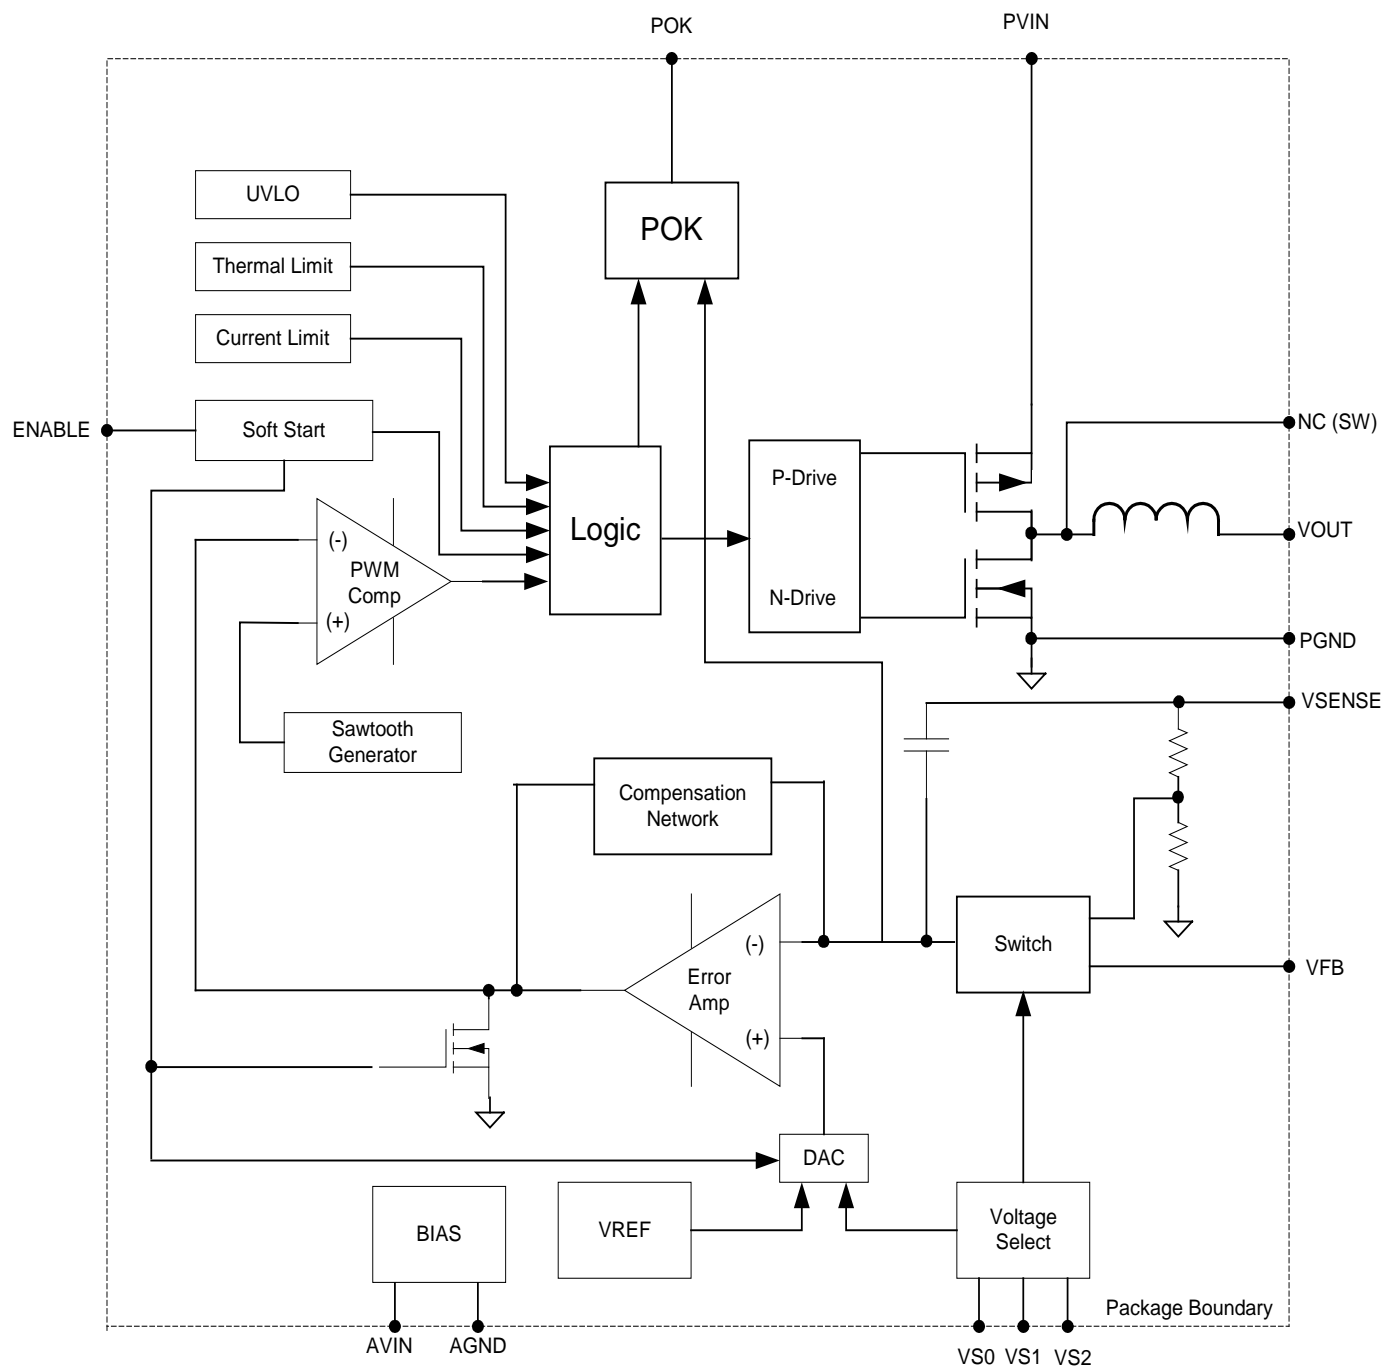 POK
PVIN
UVLO
POK
Thermal Limit
Current Limit
ENABLE
Soft Start
NC (SW)
P-Drive
Logic
VOUT
(-)
PWM
Comp
(+)
N-Drive
PGND
VSENSE
Sawtooth
Generator
Compensation
Network
(-)
Switch
Error
Amp
VFB
(+)
DAC
BIAS
VREF
Voltage
Select
Package Boundary
AVIN
AGND
VS0
VS1
VS2